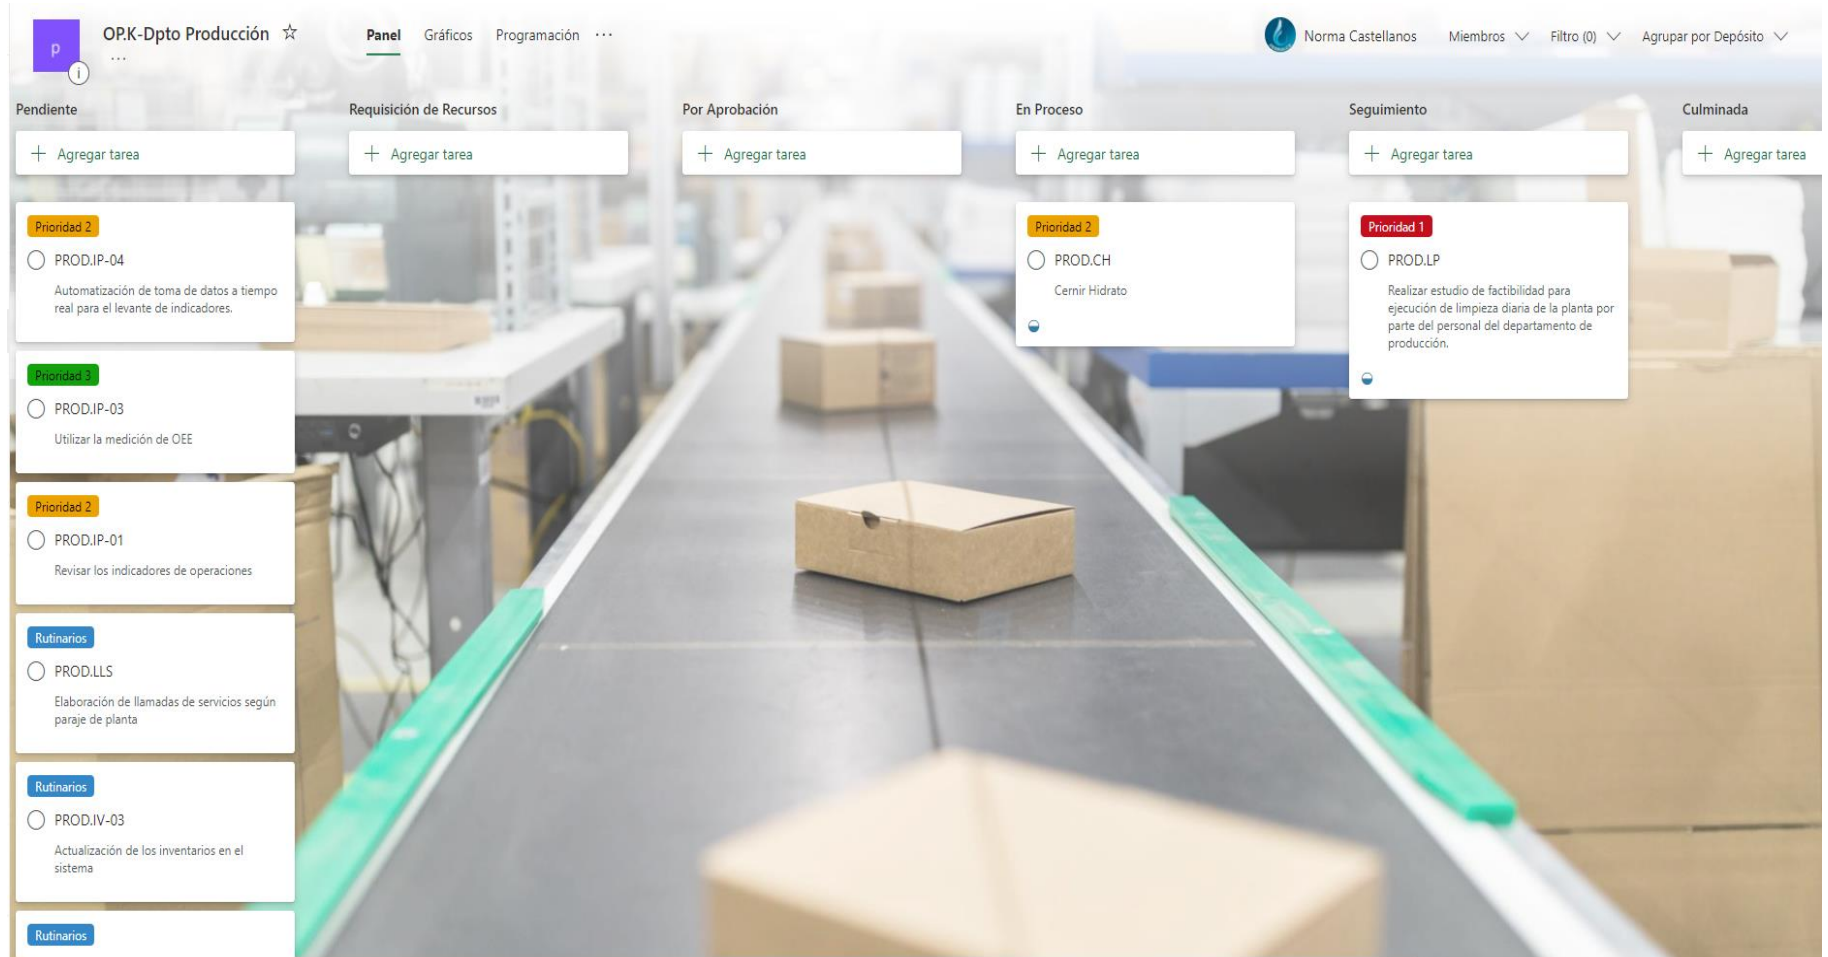 p
OP.K-Dpto Producción
Panel
Gráficos
Programación
Norma Castellanos
Miembros
Filtro (0)
Agrupar por Depósito
Pendiente
Agregar tarea
Prioridad 2
PROD.IP-04
Automatización de toma de datos a tiempo
real para el levante de indicadores.
Prioridad 3
PROD.IP-03
Utilizar la medición de OEE
Prioridad 2
PROD.IP-01
Revisar los indicadores de operaciones
Rutinarios
PROD.LLS
Elaboración de llamadas de servicios según
paraje de planta
Rutinarios
PROD.IV-03
Actualización de los inventarios en el
sistema
Rutinarios
Requisición de Recursos
Agregar tarea
Por Aprobación
Agregar tarea
En Proceso
Agregar tarea
Prioridad 2
PROD.CH
Cernir Hidrato
Seguimiento
Agregar tarea
Prioridad 1
PROD.LP
Realizar estudio de factibilidad para
ejecución de limpieza diaria de la planta por
parte del personal del departamento de
producción.
Culminada
Agregar tarea